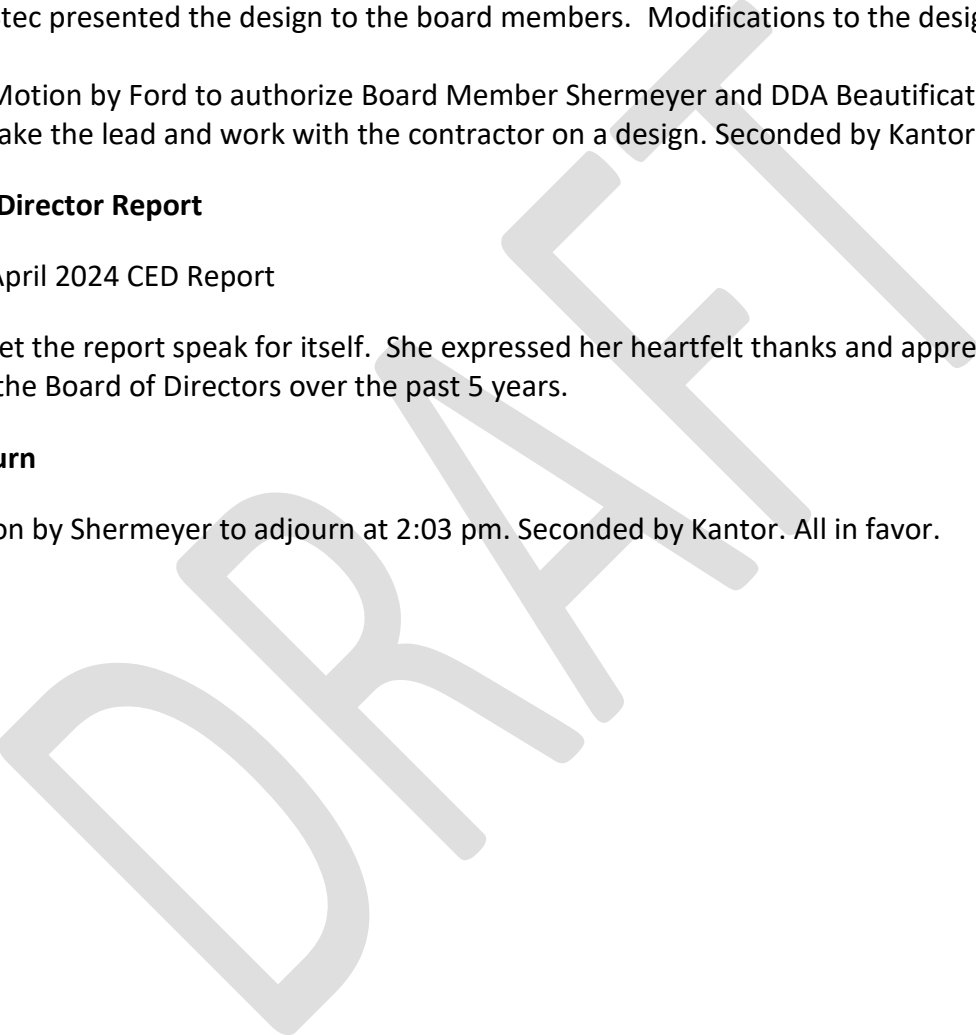 tec presented the design to the board members. Modifications to the desig
Motion by Ford to authorize Board Member Shermeyer and DDA Beautificat
ake the lead and work with the contractor on a design. Seconded by Kantor
Director Report
April 2024 CED Report
et the report speak for itself. She expressed her heartfelt thanks and appre
the Board of Directors over the past 5 years.
urn
on by Shermeyer to adjourn at 2:03 pm. Seconded by Kantor. All in favor.
DRAFT